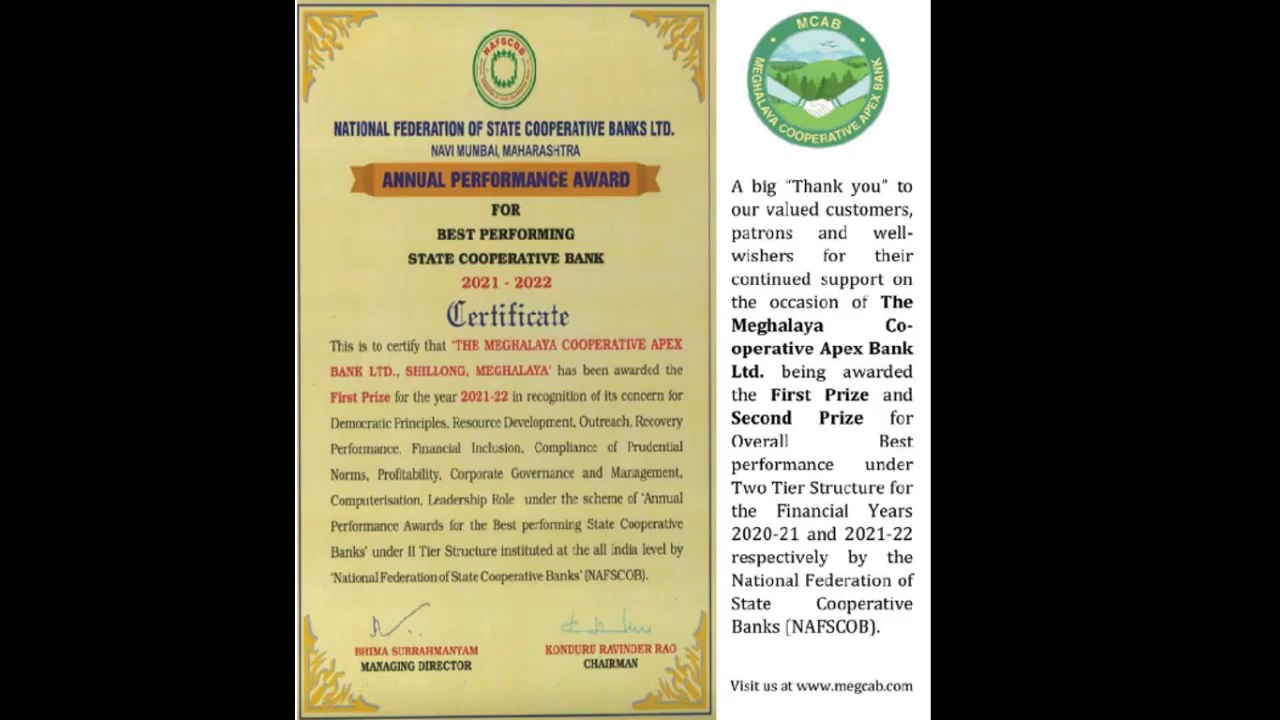 NAFSCOB
NATIONAL FEDERATION OF STATE COOPERATIVE BANKS LTD.
NAVI MUMBAI, MAHARASHTRA
ANNUAL PERFORMANCE AWARD
FOR
BEST PERFORMING
STATE COOPERATIVE BANK
2021 - 2022
Certificate
This is to certify that 'THE MEGHALAYA COOPERATIVE APEX
BANK LTD., SHILLONG, MEGHALAYA' has been awarded the
First Prize for the year 2021-22 in recognition of its concern for
Democratic Principles, Resource Development, Outreach, Recovery
Performance, Financial Inclusion, Compliance of Prudential
Norms, Profitability, Corporate Governance and Management,
Computerisation, Leadership Role under the scheme of 'Annual
Performance Awards for the Best performing State Cooperative
Banks' under II Tier Structure instituted at the all India level by
'National Federation of State Cooperative Banks' (NAFSCOB).
BHIMA SUBRAHMANYAM
MANAGING DIRECTOR
KONDURU RAVINDER RAO
CHAIRMAN
MCAB
MEGHALAYA COOPERATIVE APEX BANK
A big "Thank you" to
our valued customers,
patrons and well-
wishers for their
continued support on
the occasion of The
Meghalaya Co-
operative Apex Bank
Ltd. being awarded
the First Prize and
Second Prize for
Overall Best
performance under
Two Tier Structure for
the Financial Years
2020-21 and 2021-22
respectively by the
National Federation of
State Cooperative
Banks (NAFSCOB).
Visit us at www.megcab.com